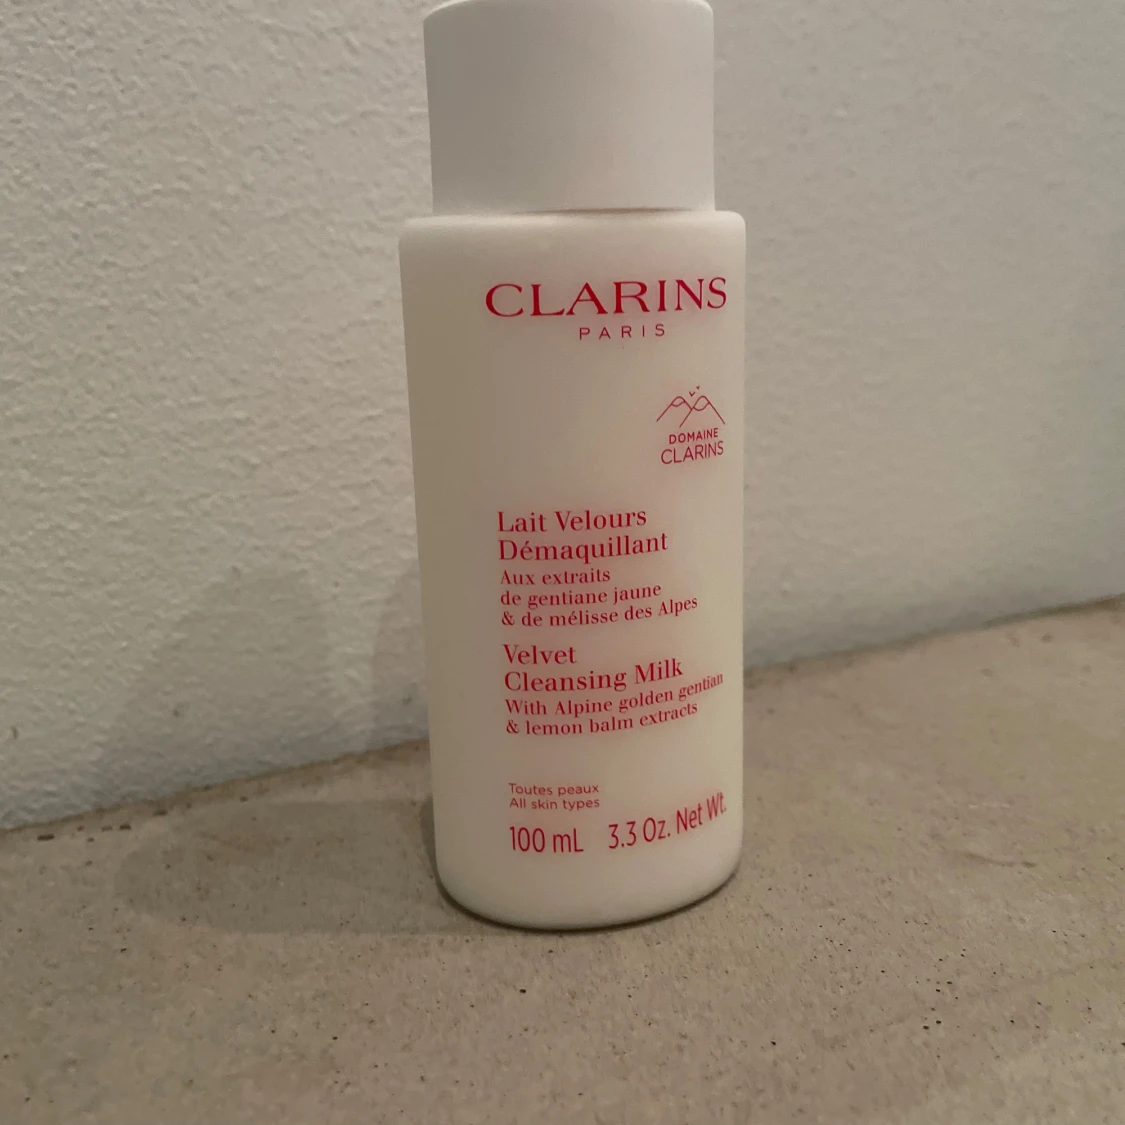 CLARINS
PARIS
DOMAINE
CLARINS
Lait Velours
Démaquillant
Aux extraits
de gentiane jaune
& de mélisse des Alpes
Velvet
Cleansing Milk
With Alpine golden gentian
& lemon balm extracts
Toutes peaux
All skin types
100 mL 3.3 Oz. Net Wt.